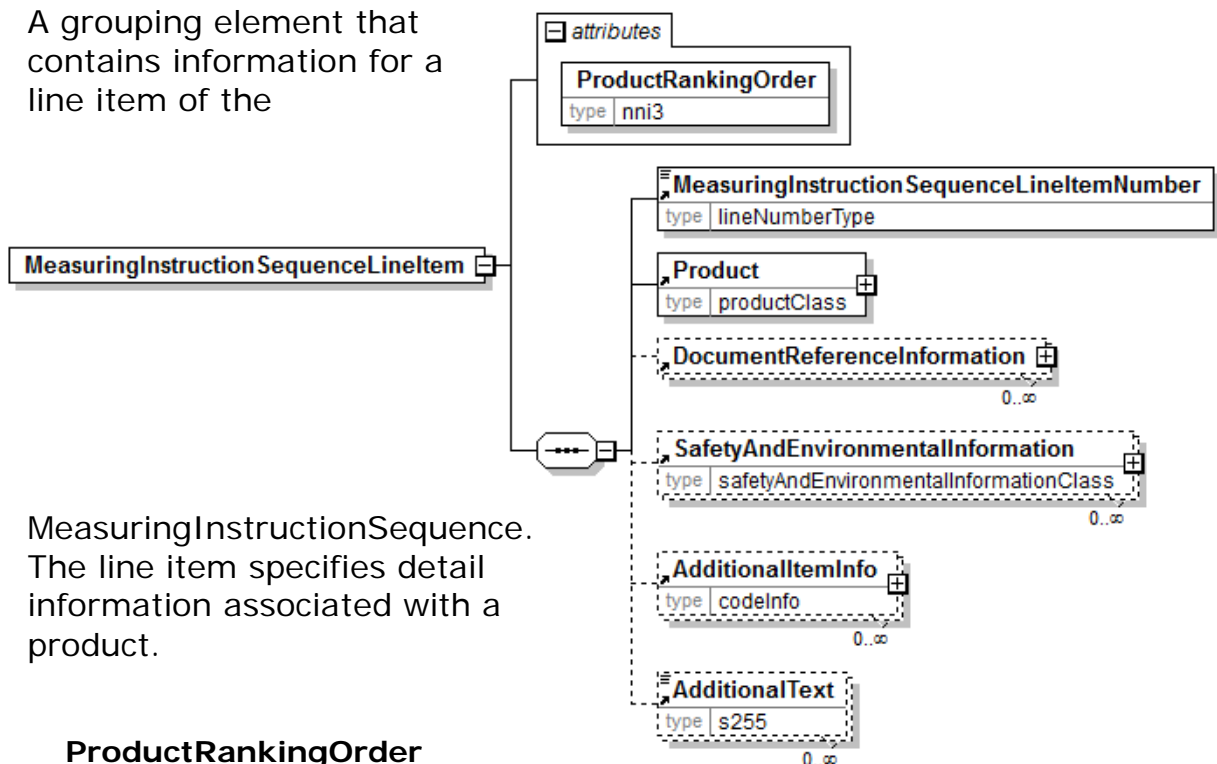 A grouping element that
contains information for a
line item of the
attributes
ProductRankingOrder
type nni3
MeasuringInstructionSequenceLineItem
MeasuringInstructionSequenceLineItemNumber
type lineNumberType
Product
type productClass
DocumentReferenceInformation
0..∞
SafetyAndEnvironmentalInformation
type safetyAndEnvironmentalInformationClass
0..∞
AdditionalItemInfo
type codeInfo
0..∞
AdditionalText
type s255
0..∞
MeasuringInstructionSequence.
The line item specifies detail
information associated with a
product.
ProductRankingOrder